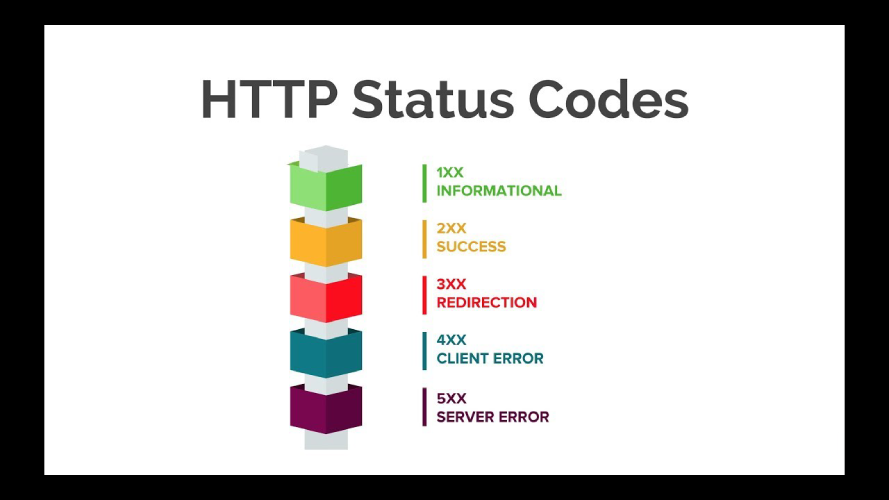 HTTP Status Codes
1XX
INFORMATIONAL
2XX
SUCCESS
3XX
REDIRECTION
4XX
CLIENT ERROR
5XX
SERVER ERROR